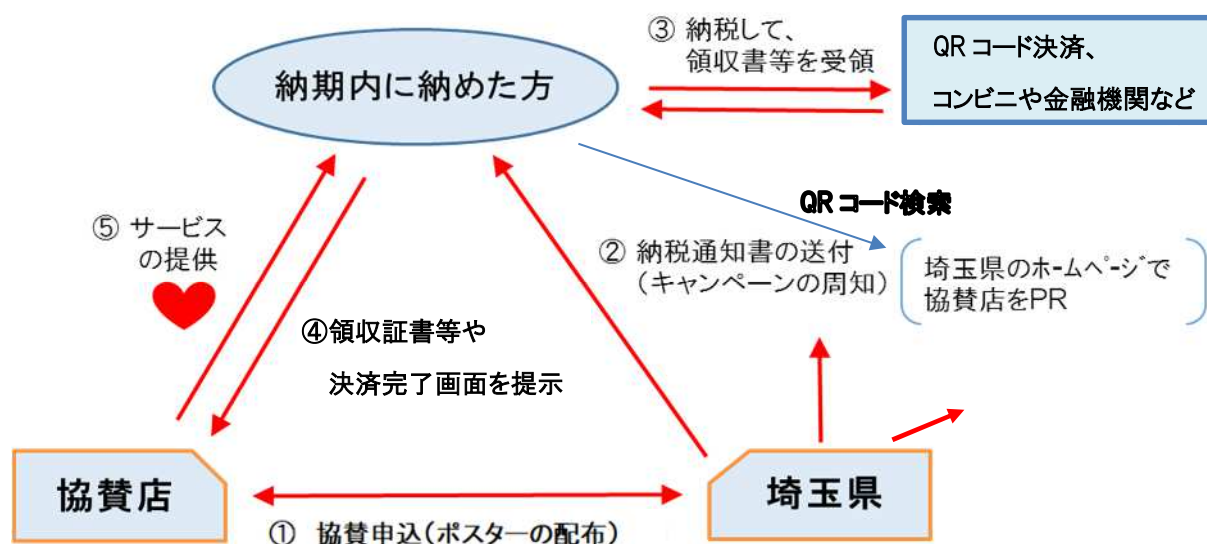 ③ 納税して、
領収書等を受領
QRコード決済、
コンビニや金融機関など
納期内に納めた方
QRコード検索
⑤ サービス
の提供
② 納税通知書の送付
（キャンペーンの周知）
埼玉県のホームページで
協賛店をPR
④領収証書等や
決済完了画面を提示
協賛店
埼玉県
① 協賛申込（ポスターの配布）